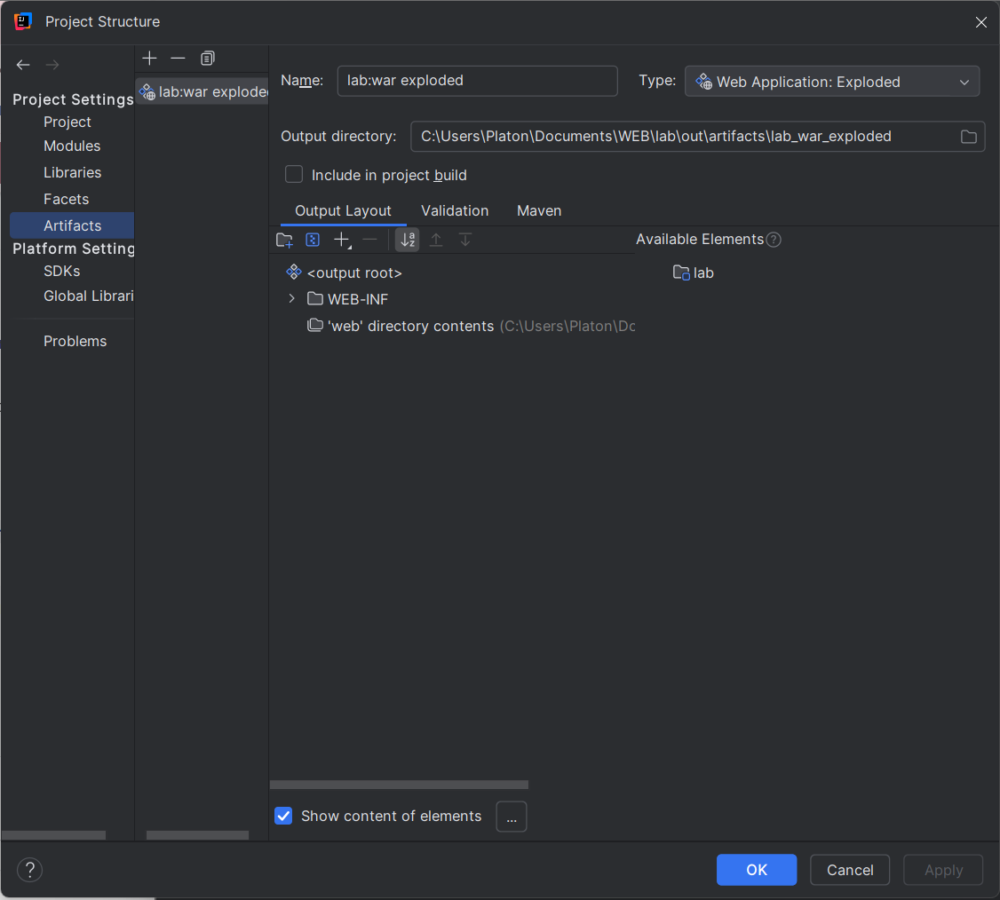 Project Structure
Project Settings
Project
Modules
Libraries
Facets
Artifacts
Platform Setting
SDKs
Global Librari
Problems
lab:war exploded
Name: lab:war exploded Type: Web Application: Exploded
Output directory: C:\Users\Platon\Documents\WEB\lab\out\artifacts\lab_war_exploded
Include in project build
Output Layout Validation Maven
Available Elements ?
<output root>
WEB-INF
'web' directory contents (C:\Users\Platon\Doc
lab
Show content of elements ...
? OK Cancel Apply